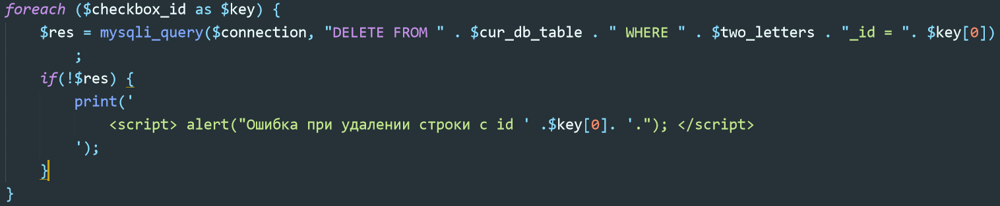 foreach ($checkbox_id as $key) {
$res = mysqli_query($connection, "DELETE FROM " . $cur_db_table . " WHERE " . $two_letters . "_id = ". $key[0])
;
if(!$res) {
print('
<script> alert("Ошибка при удалении строки с id ' .$key[0]. '."); </script>
');
}
}